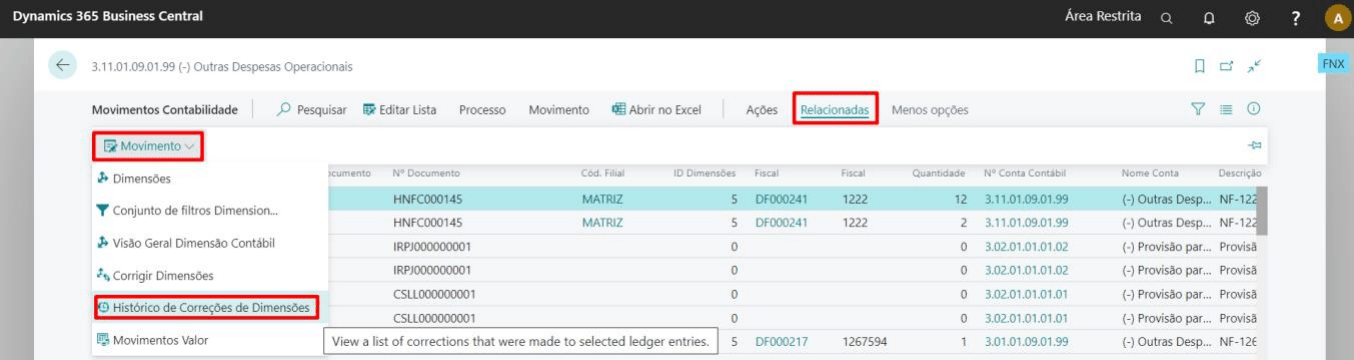 Dynamics 365 Business Central
Área Restrita
?
A
3.11.01.09.01.99 (-) Outras Despesas Operacionais
FNX
Movimentos Contabilidade Pesquisar Editar Lista Processo Movimento Abrir no Excel Ações Relacionadas Menos opções
Movimento
ocumento Nº Documento Cód. Filial ID Dimensões Fiscal Fiscal Quantidade Nº Conta Contábil Nome Conta Descrição
Dimensões
HNFC000145 MATRIZ 5 DF000241 1222 12 3.11.01.09.01.99 (-) Outras Desp... NF-122
Conjunto de filtros Dimension...
HNFC000145 MATRIZ 5 DF000241 1222 2 3.11.01.09.01.99 (-) Outras Desp... NF-122
Visão Geral Dimensão Contábil
IRPJ000000001 0 0 3.02.01.01.01.02 (-) Provisão par... Provisã
Corrigir Dimensões
IRPJ000000001 0 0 3.02.01.01.01.02 (-) Provisão par... Provisã
CSLL000000001 0 0 3.02.01.01.01.01 (-) Provisão par... Provisã
Histórico de Correções de Dimensões
CSLL000000001 0 0 3.02.01.01.01.01 (-) Provisão par... Provisã
Movimentos Valor
View a list of corrections that were made to selected ledger entries.
5 DF000217 1267594 1 3.01.01.09.01.99 (-) Outras Desp... NF-126